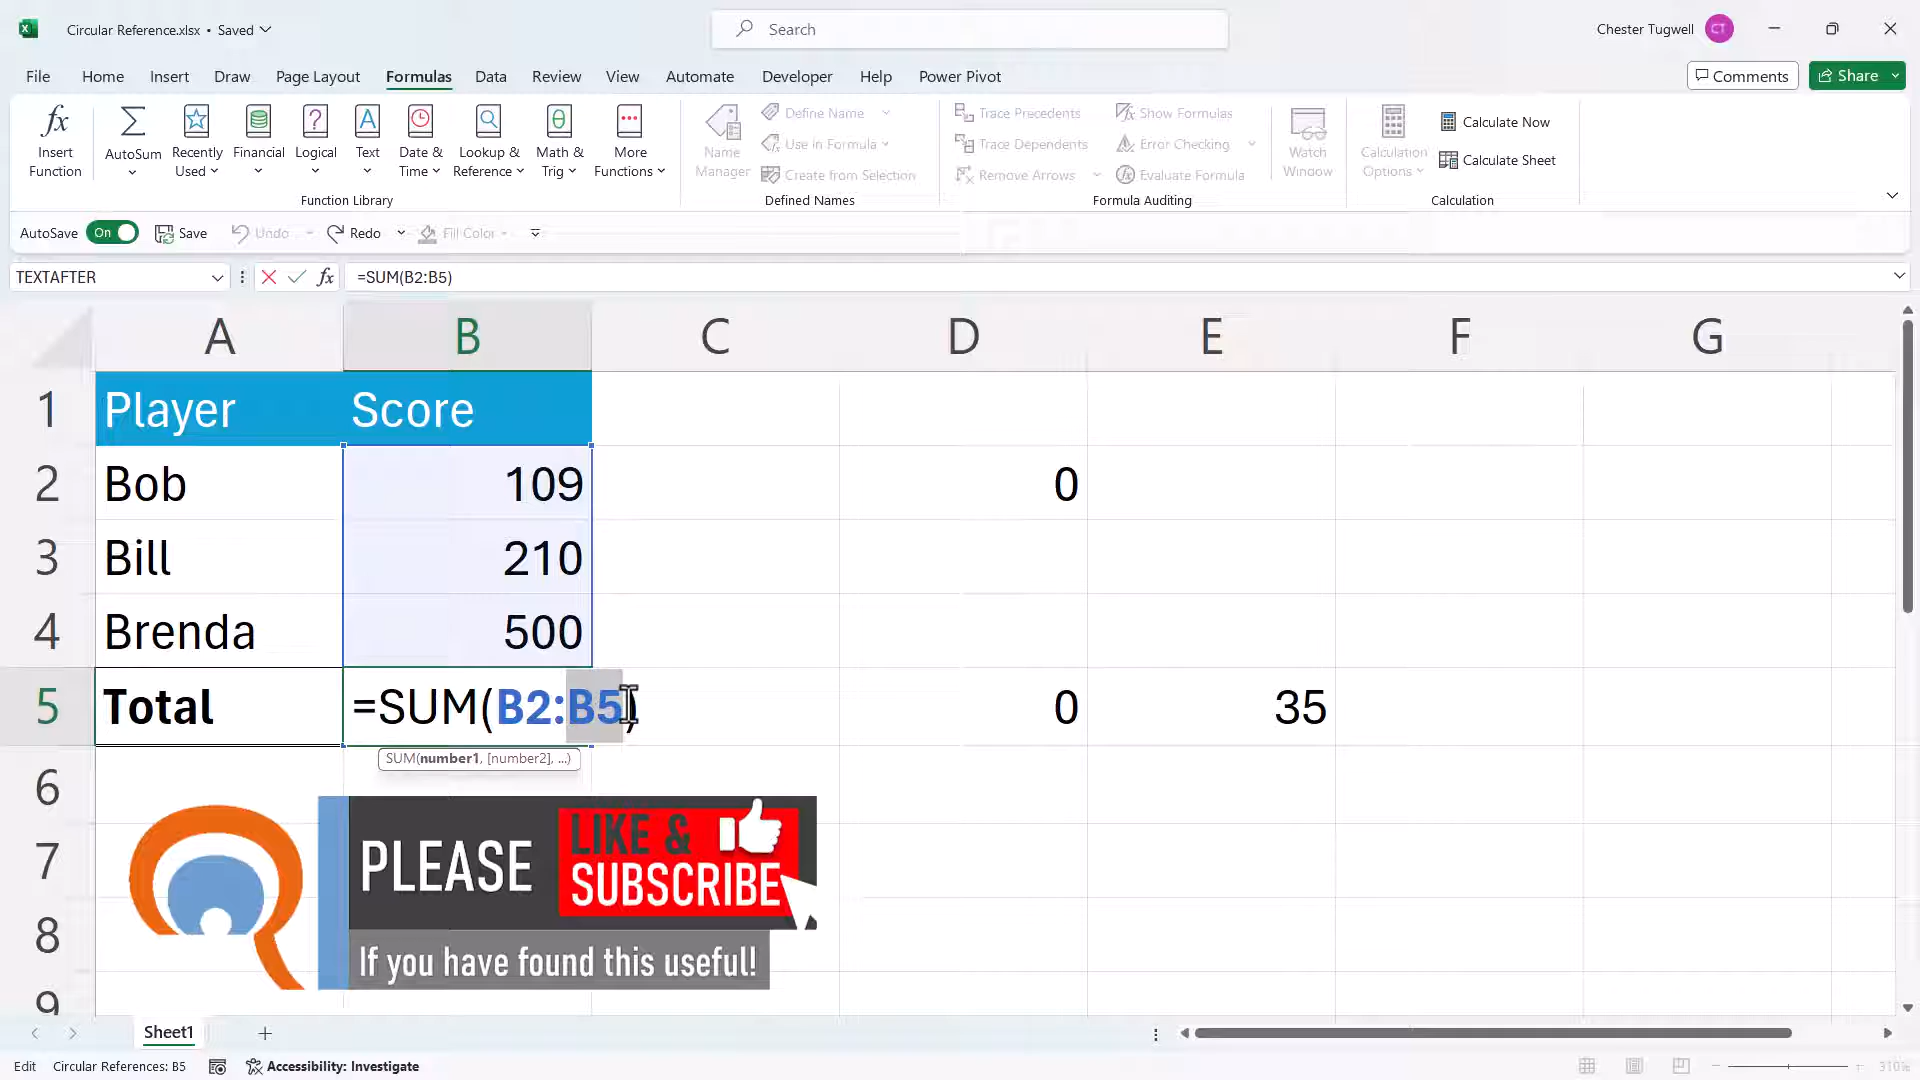 Circular Reference.xlsx • Saved
Search
Chester Tugwell
CT
File Home Insert Draw Page Layout Formulas Data Review View Automate Developer Help Power Pivot
Comments
Share
Insert Function
AutoSum
Recently Used
Financial
Logical
Text
Date & Time
Lookup & Reference
Math & Trig
More Functions
Function Library
Name Manager
Define Name
Use in Formula
Create from Selection
Defined Names
Trace Precedents
Trace Dependents
Remove Arrows
Show Formulas
Error Checking
Evaluate Formula
Formula Auditing
Watch Window
Calculation Options
Calculate Now
Calculate Sheet
Calculation
AutoSave On Save Undo Redo Fill Color
TEXTAFTER fx =SUM(B2:B5)
A B C D E F G
1 Player Score
2 Bob 109 0
3 Bill 210
4 Brenda 500
5 Total =SUM(B2:B5) 0 35
SUM(number1, [number2], ...)
6
7
8
9
PLEASE LIKE & SUBSCRIBE
If you have found this useful!
Sheet1
Edit Circular References: B5 Accessibility: Investigate 310%